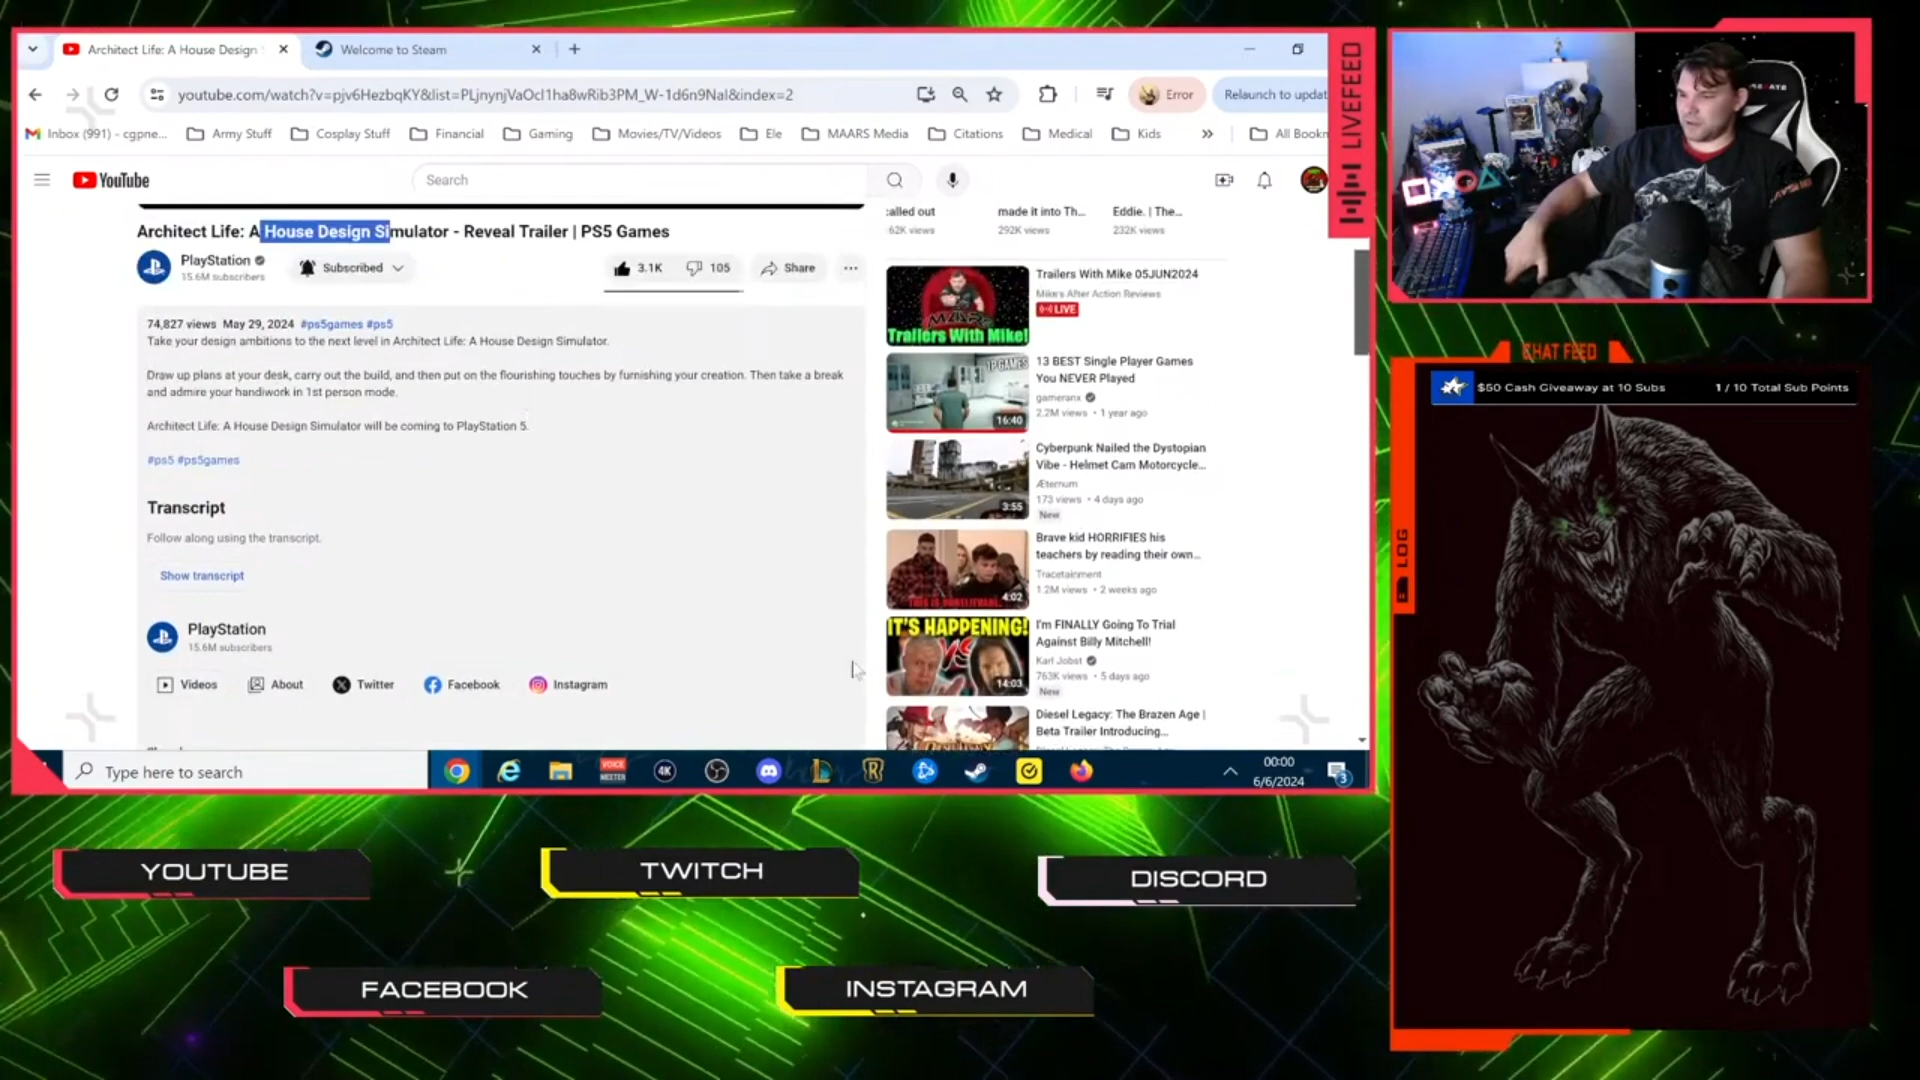 Architect Life: A House Design
Welcome to Steam
youtube.com/watch?v=pjv6HezbqKY&list=PLjnynjVaOcl1ha8wRib3PM_W-1d6n9Nal&index=2
Error
Relaunch to updat
Inbox (991) - cgpne...
Army Stuff
Cosplay Stuff
Financial
Gaming
Movies/TV/Videos
Ele
MAARS Media
Citations
Medical
Kids
All Bookn
YouTube
Search
Architect Life: A House Design Simulator - Reveal Trailer | PS5 Games
PlayStation
15.6M subscribers
Subscribed
3.1K
105
Share
74,827 views May 29, 2024 #ps5games #ps5
Take your design ambitions to the next level in Architect Life: A House Design Simulator.
Draw up plans at your desk, carry out the build, and then put on the flourishing touches by furnishing your creation. Then take a break
and admire your handiwork in 1st person mode.
Architect Life: A House Design Simulator will be coming to PlayStation 5.
#ps5 #ps5games
Transcript
Follow along using the transcript.
Show transcript
PlayStation
15.6M subscribers
Videos
About
Twitter
Facebook
Instagram
called out
62K views
made it into Th...
292K views
Eddie. | The...
232K views
Trailers With Mike!
Trailers With Mike 05JUN2024
Mike's After Action Reviews
LIVE
16:40
13 BEST Single Player Games
You NEVER Played
gameranx
2.2M views • 1 year ago
3:55
Cyberpunk Nailed the Dystopian
Vibe - Helmet Cam Motorcycle...
Æternum
173 views • 4 days ago
New
4:02
Brave kid HORRIFIES his
teachers by reading their own...
Tracetainment
1.2M views • 2 weeks ago
IT'S HAPPENING!
VS
14:03
I'm FINALLY Going To Trial
Against Billy Mitchell!
Karl Jobst
763K views • 5 days ago
New
Diesel Legacy: The Brazen Age |
Beta Trailer Introducing...
Type here to search
VOICE
MEETER
4K
00:00
6/6/2024
3
LIVEFEED
CHAT FEED
$50 Cash Giveaway at 10 Subs
1 / 10 Total Sub Points
LOG
YOUTUBE
TWITCH
DISCORD
FACEBOOK
INSTAGRAM